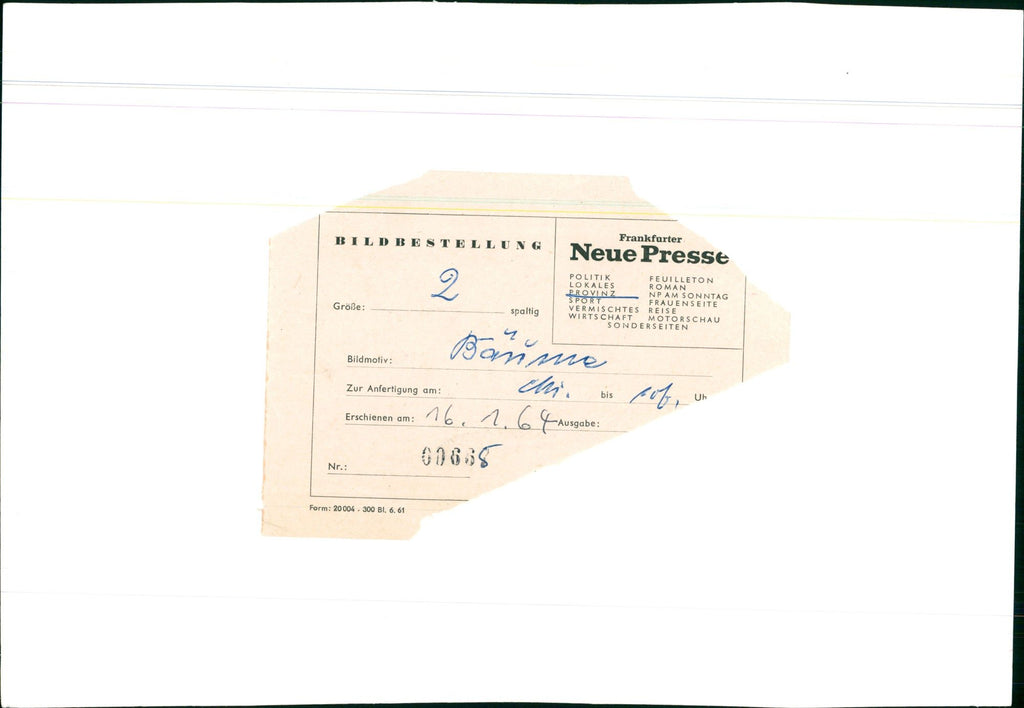 BILDBESTELLUNG
Frankfurter
Neue Presse
POLITIK
LOKALES
PROVINZ
SPORT
VERMISCHTES
WIRTSCHAFT
FEUILLETON
ROMAN
NP AM SONNTAG
FRAUENSEITE
REISE
MOTORSCHAU
SONDERSEITEN
Größe: 2 spaltig
Bildmotiv: Bäume
Zur Anfertigung am: bis Uh
Erschienen am: 16. 1. 64 Ausgabe:
Nr.:
Form: 20 004 - 300 Bl. 6. 61